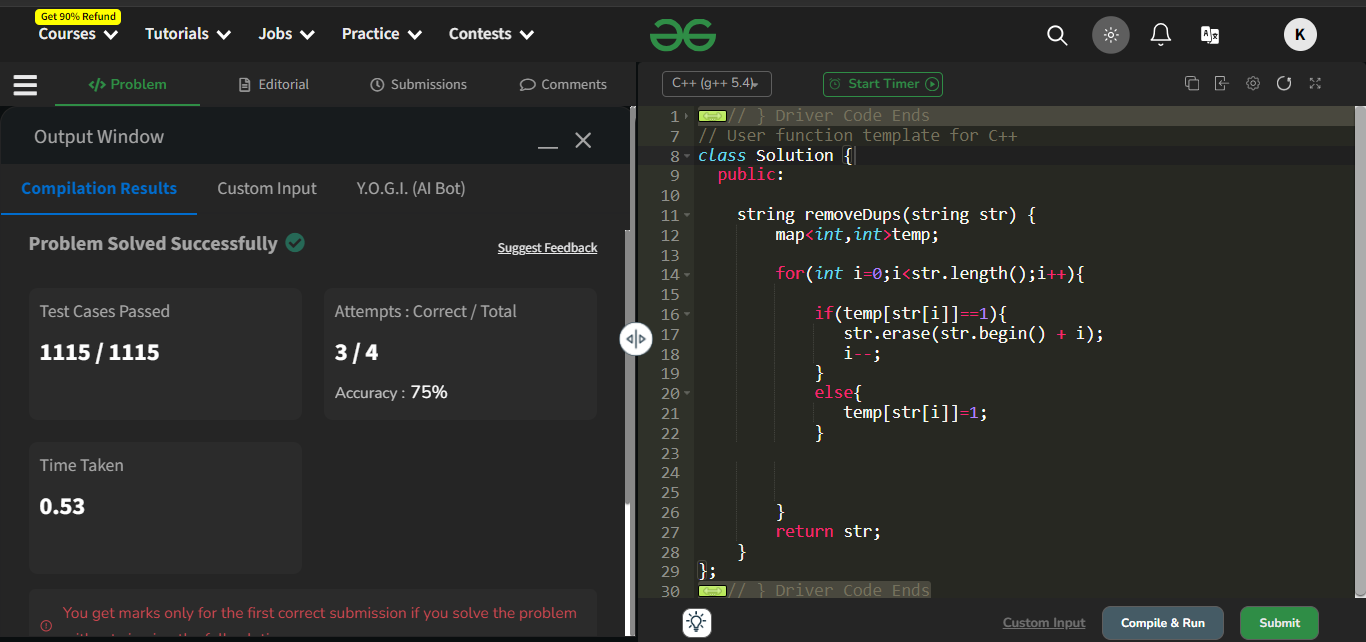 Get 90% Refund
Courses Tutorials Jobs Practice Contests
K
</> Problem Editorial Submissions Comments
Output Window
Compilation Results Custom Input Y.O.G.I. (AI Bot)
Problem Solved Successfully
Suggest Feedback
Test Cases Passed
1115 / 1115
Attempts : Correct / Total
3 / 4
Accuracy : 75%
Time Taken
0.53
You get marks only for the first correct submission if you solve the problem
C++ (g++ 5.4)
Start Timer
1 // } Driver Code Ends
7 // User function template for C++
8 class Solution {
9 public:
10
11 string removeDups(string str) {
12 map<int,int>temp;
13
14 for(int i=0;i<str.length();i++){
15
16 if(temp[str[i]]==1){
17 str.erase(str.begin() + i);
18 i--;
19 }
20 else{
21 temp[str[i]]=1;
22 }
23
24
25
26 }
27 return str;
28 }
29 };
30 // } Driver Code Ends
Custom Input Compile & Run Submit